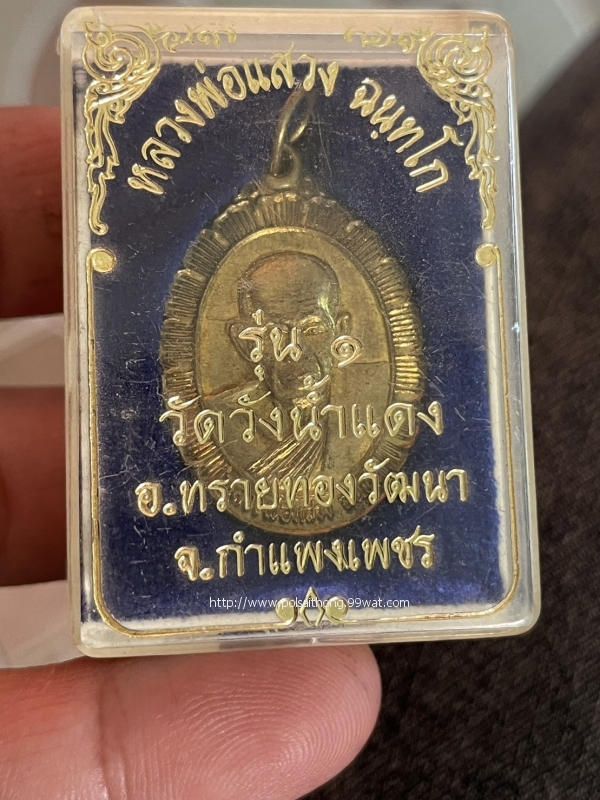 หลวงพ่อแสวง ฉนฺทโก
รุ่น ๑
วัดวังน้ำแดง
อ.ทรายทองวัฒนา
จ.กำแพงเพชร
http://www.polsaithong.99wat.com